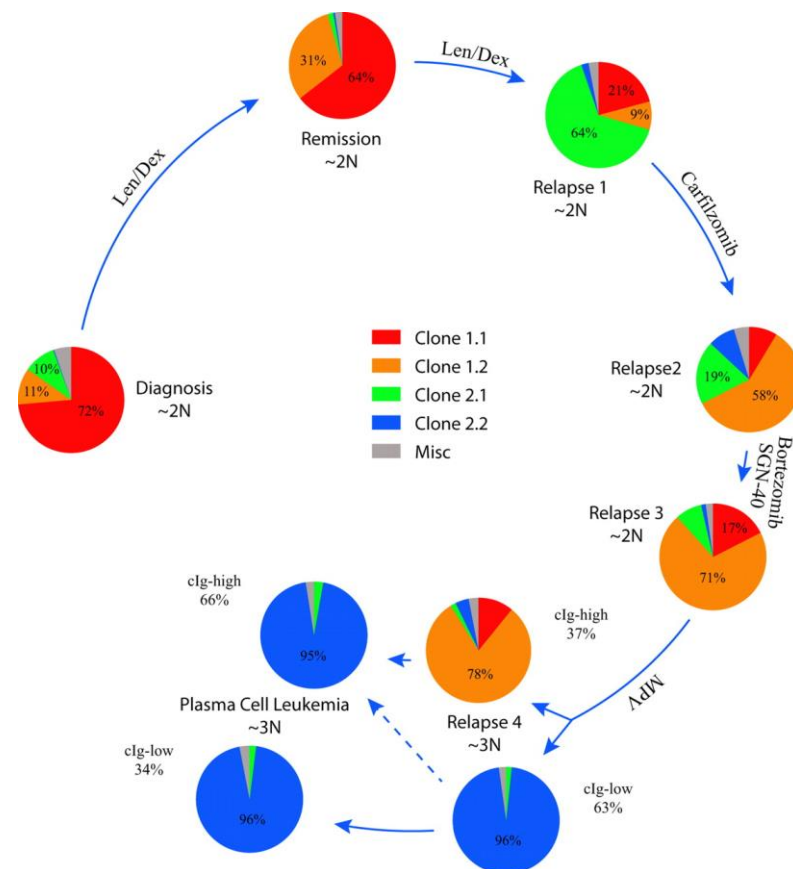 31%
64%
Remission
~2N
Len/Dex
21%
9%
64%
Relapse 1
~2N
Len/Dex
Carfilzomib
10%
11%
72%
Diagnosis
~2N
Clone 1.1
Clone 1.2
Clone 2.1
Clone 2.2
Misc
Relapse2
~2N
19%
58%
Bortezomib
SGN-40
Relapse 3
~2N
17%
71%
MPV
cIg-high
66%
95%
cIg-high
37%
78%
Plasma Cell Leukemia
~3N
Relapse 4
~3N
cIg-low
34%
96%
cIg-low
63%
96%